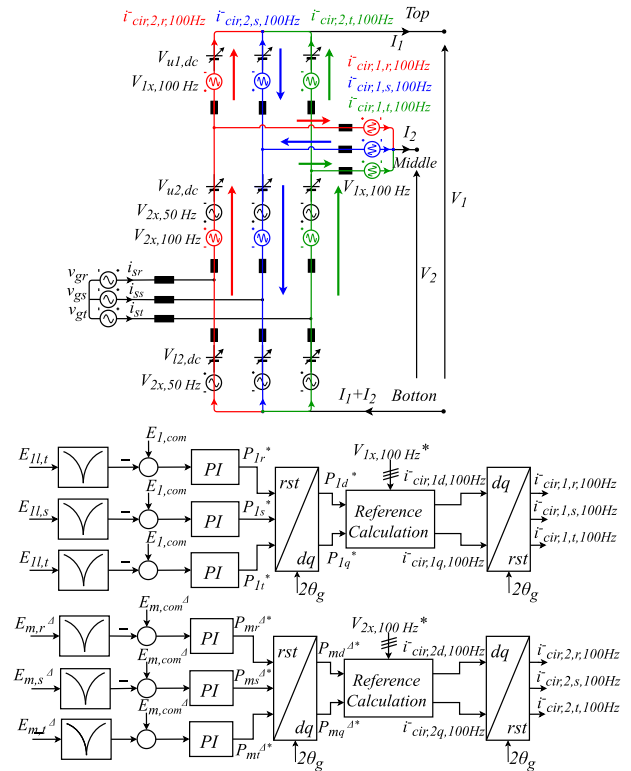 i⁻cir,2,r,100Hz i⁻cir,2,s,100Hz i⁻cir,2,t,100Hz Top
I1
Vu1,dc
V1x,100 Hz
i⁻cir,1,r,100Hz
i⁻cir,1,s,100Hz
i⁻cir,1,t,100Hz
I2
Middle
V1x,100 Hz
V1
Vu2,dc
V2x,50 Hz
V2x,100 Hz
V2
vgr isr
vgs iss
vgt ist
Vl2,dc
V2x,50 Hz
I1+I2 Botton
E1l,t E1,com PI P1r*
E1l,s E1,com PI P1s*
E1l,t E1,com PI P1t*
rst dq 2θg
P1d*
P1q*
V1x,100 Hz*
Reference
Calculation
i⁻cir,1d,100Hz
i⁻cir,1q,100Hz
dq rst 2θg
i⁻cir,1,r,100Hz
i⁻cir,1,s,100Hz
i⁻cir,1,t,100Hz
Em,r^Δ Em,com^Δ PI Pmr^Δ*
Em,s^Δ Em,com^Δ PI Pms^Δ*
Em,t^Δ Em,com^Δ PI Pmt^Δ*
rst dq 2θg
Pmd^Δ*
Pmq^Δ*
V2x,100 Hz*
Reference
Calculation
i⁻cir,2d,100Hz
i⁻cir,2q,100Hz
dq rst 2θg
i⁻cir,2,r,100Hz
i⁻cir,2,s,100Hz
i⁻cir,2,t,100Hz